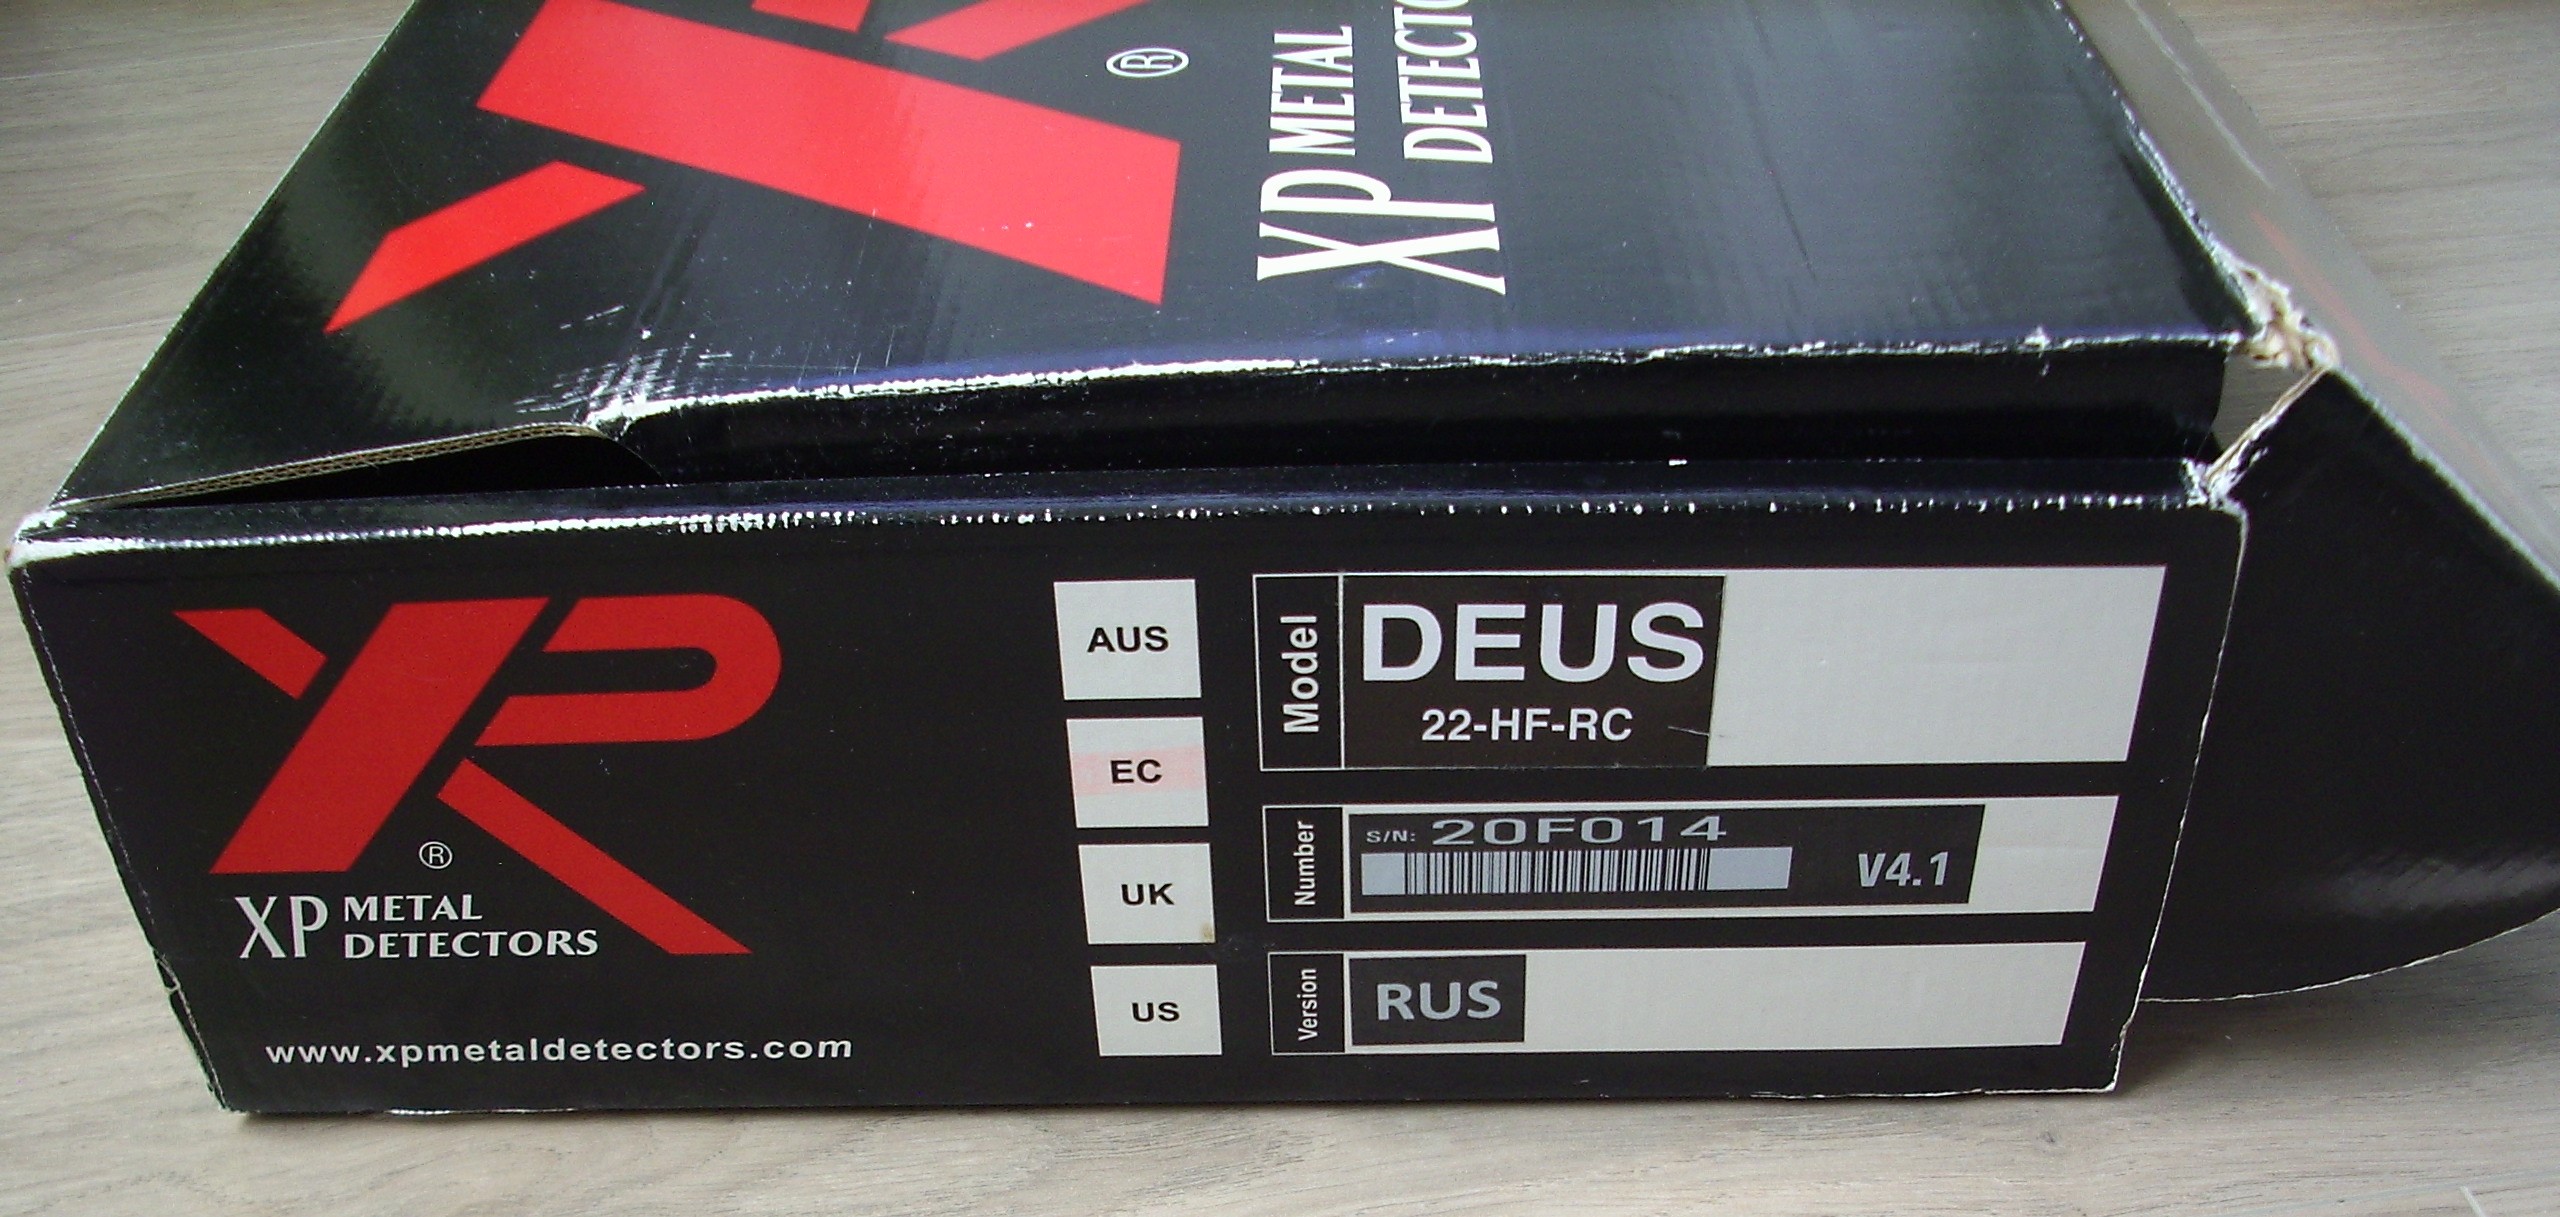 ®
XP METAL
DETECTO
XP
®
XP METAL
DETECTORS
www.xpmetaldetectors.com
AUS
EC
UK
US
Model
DEUS
22-HF-RC
Number
S/N: 20F014
V4.1
Version
RUS